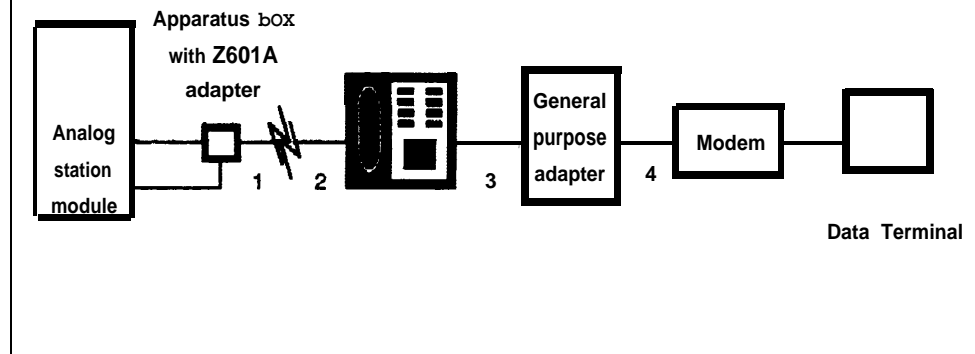 Apparatus box
with Z601A
adapter
Analog
station
module
1
2
3
General
purpose
adapter
4
Modem
Data Terminal